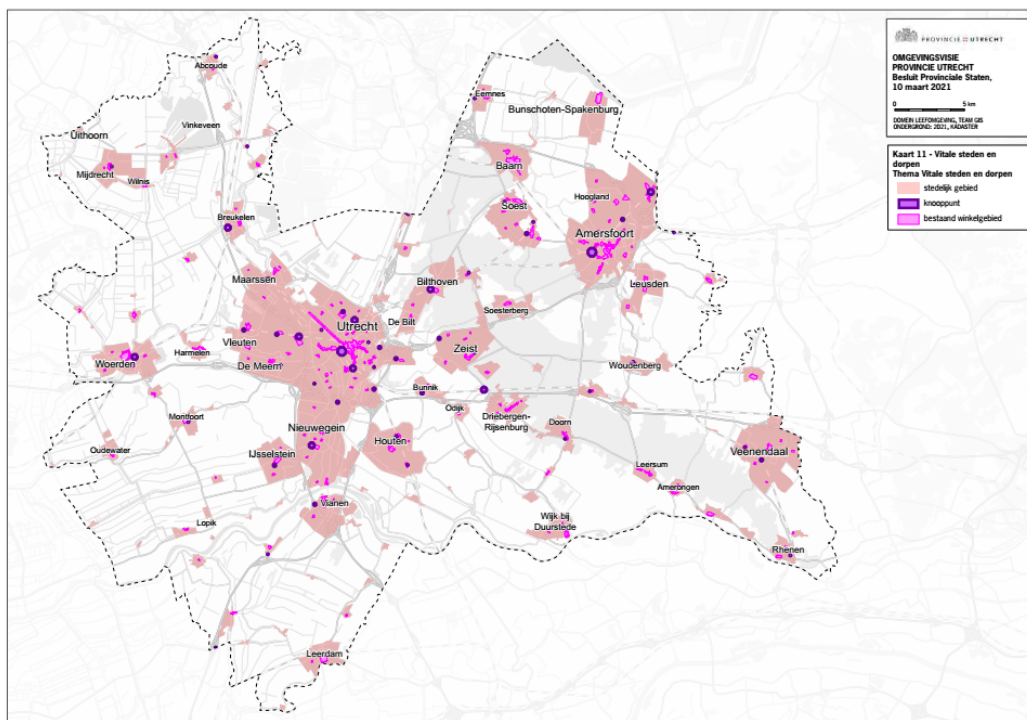 PROVINCIE UTRECHT
OMGEVINGSVISIE
PROVINCIE UTRECHT
Besluit Provinciale Staten,
10 maart 2021
0 5 km
DOMEIN LEEFOMGEVING, TEAM GIS
ONDERGROND: 2021, KADASTER
Kaart 11 - Vitale steden en
dorpen
Thema Vitale steden en dorpen
stedelijk gebied
knooppunt
bestaand winkelgebied
Abcoude
Eemnes
Bunschoten-Spakenburg
Vinkeveen
Uithoorn
Mijdrecht
Wilnis
Baarn
Hoogland
Soest
Breukelen
Amersfoort
Maarssen
Bilthoven
Leusden
Soesterberg
De Bilt
Utrecht
Vleuten
Zeist
Harmelen
Woerden
De Meern
Woudenberg
Bunnik
Odijk
Driebergen-
Rijsenburg
Montfoort
Doorn
Nieuwegein
Houten
Oudewater
IJsselstein
Veenendaal
Leersum
Amerongen
Vianen
Lopik
Wijk bij
Duurstede
Rhenen
Leerdam